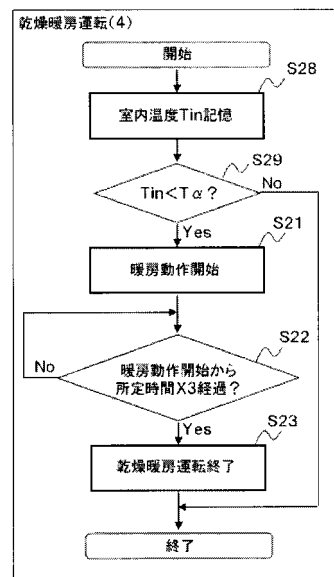 乾燥暖房運転(4)
開始
S28
室内温度Tin記憶
S29
Tin<Tα?
No
Yes
S21
暖房動作開始
S22
暖房動作開始から
所定時間X3経過?
No
Yes
S23
乾燥暖房運転終了
終了